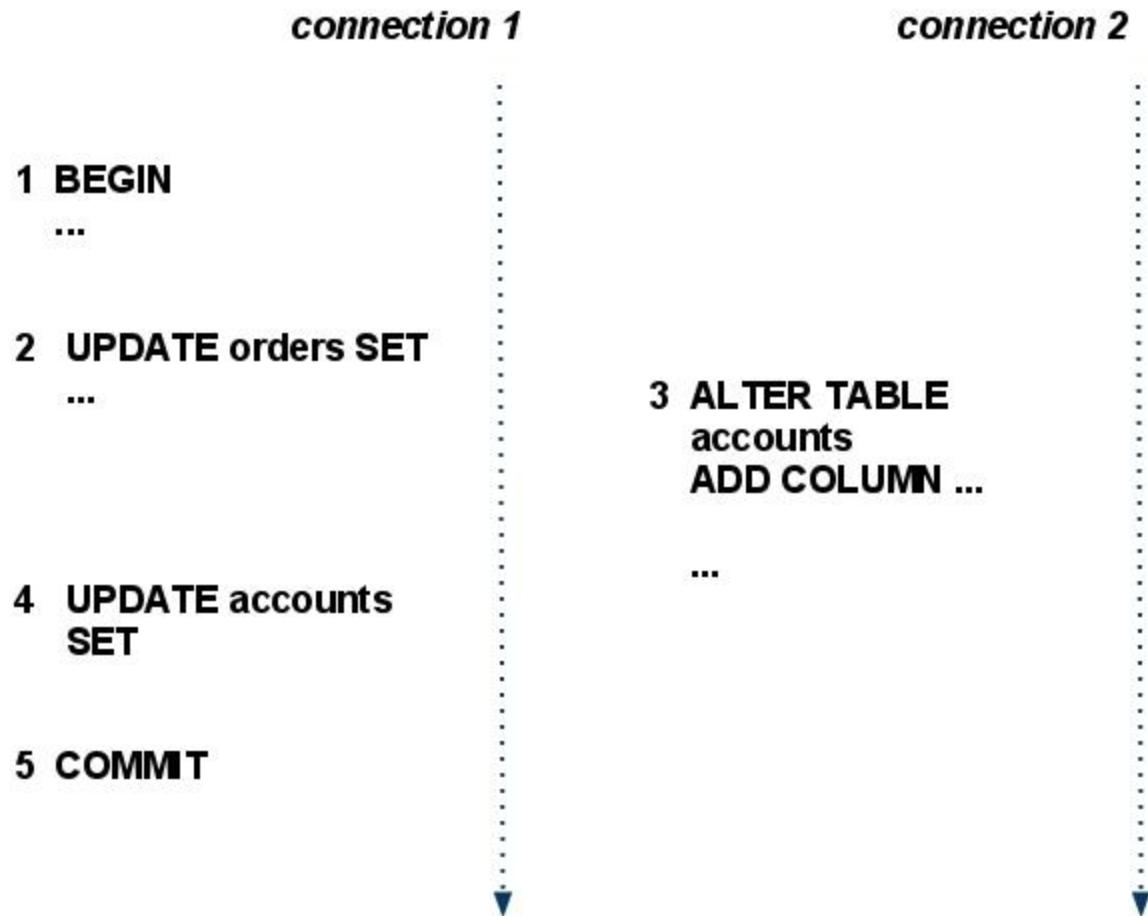 connection 1
connection 2
1 BEGIN
...
2 UPDATE orders SET
...
3 ALTER TABLE
accounts
ADD COLUMN ...
...
4 UPDATE accounts
SET
5 COMMIT